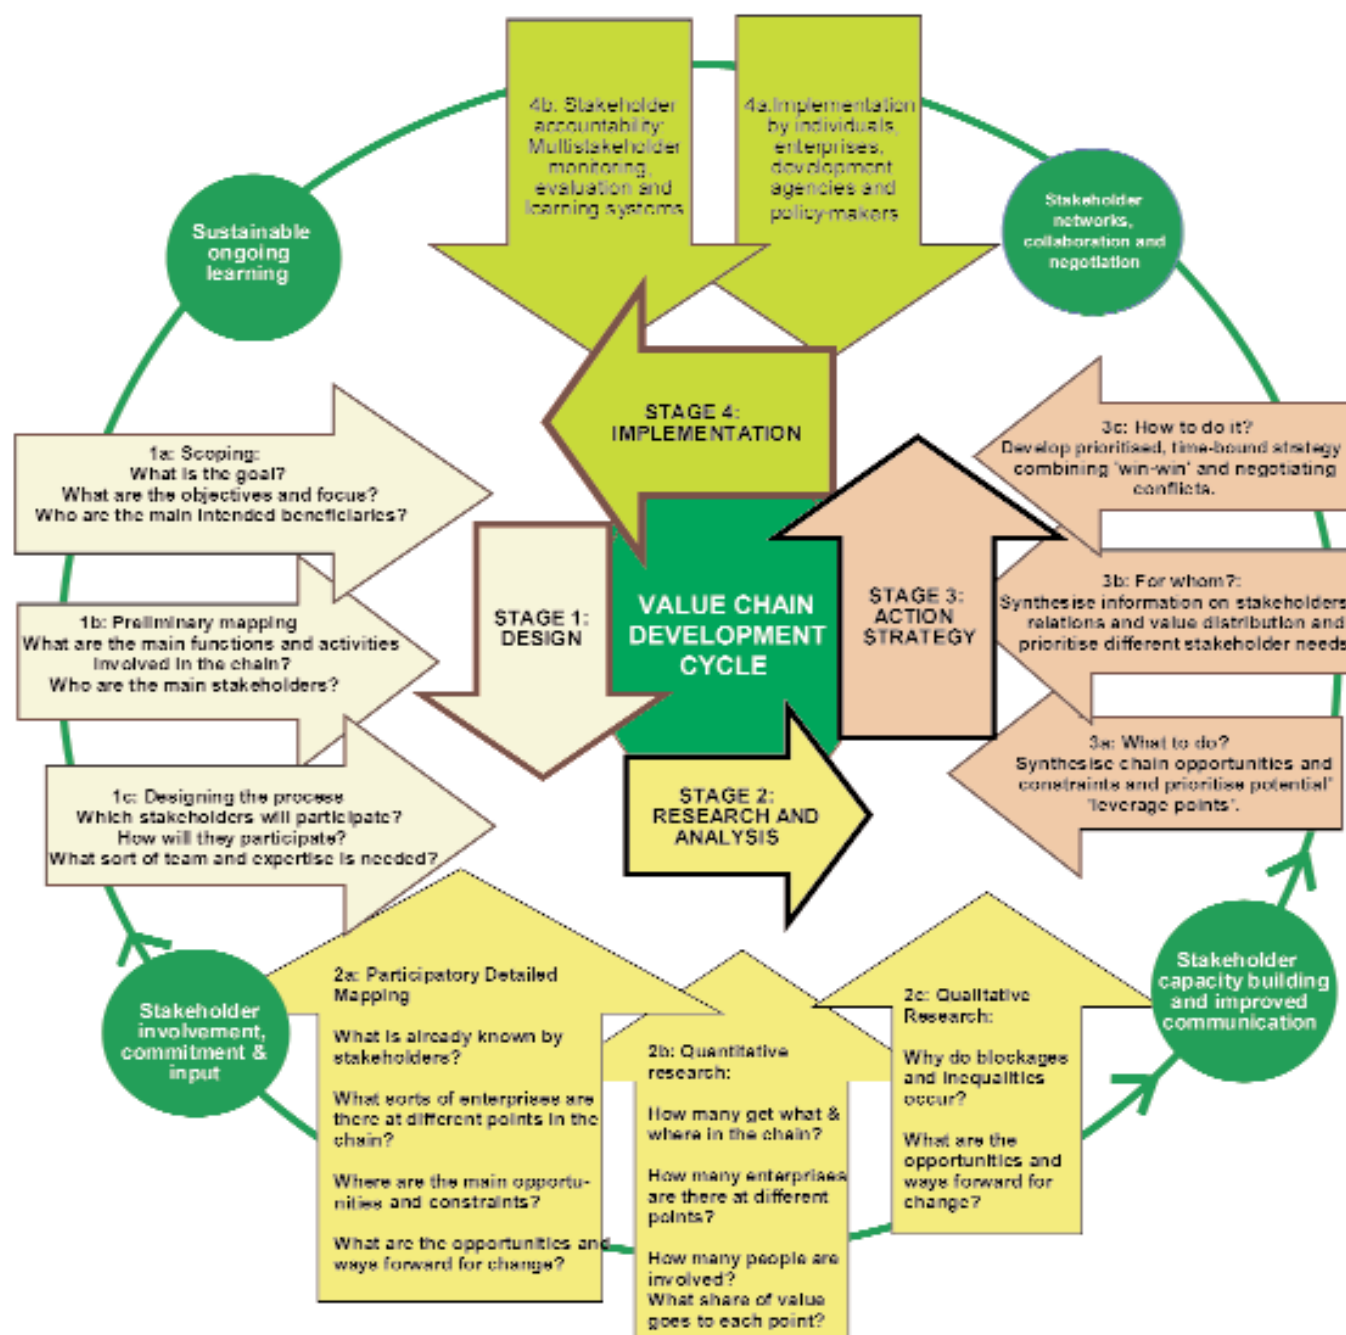 4b. Stakeholder
accountability:
Multistakeholder
monitoring,
evaluation and
learning systems
4a.Implementation
by individuals,
enterprises,
development
agencies and
policy-makers
Sustainable
ongoing
learning
Stakeholder
networks,
collaboration and
negotiation
STAGE 4:
IMPLEMENTATION
1a: Scoping:
What is the goal?
What are the objectives and focus?
Who are the main intended beneficiaries?
3c: How to do it?
Develop prioritised, time-bound strategy
combining 'win-win' and negotiating
conflicts.
1b: Preliminary mapping
What are the main functions and activities
involved in the chain?
Who are the main stakeholders?
STAGE 1:
DESIGN
VALUE CHAIN
DEVELOPMENT
CYCLE
STAGE 3:
ACTION
STRATEGY
3b: For whom?:
Synthesise information on stakeholders
relations and value distribution and
prioritise different stakeholder needs
1c: Designing the process
Which stakeholders will participate?
How will they participate?
What sort of team and expertise is needed?
STAGE 2:
RESEARCH AND
ANALYSIS
3a: What to do?
Synthesise chain opportunities and
constraints and prioritise potential"
"leverage points".
Stakeholder
involvement,
commitment &
input
2a: Participatory Detailed
Mapping
What is already known by
stakeholders?
What sorts of enterprises are
there at different points in the
chain?
Where are the main opportu-
nities and constraints?
What are the opportunities and
ways forward for change?
2b: Quantitative
research:
How many get what &
where in the chain?
How many enterprises
are there at different
points?
How many people are
involved?
What share of value
goes to each point?
2c: Qualitative
Research:
Why do blockages
and inequalities
occur?
What are the
opportunities and
ways forward for
change?
Stakeholder
capacity building
and improved
communication